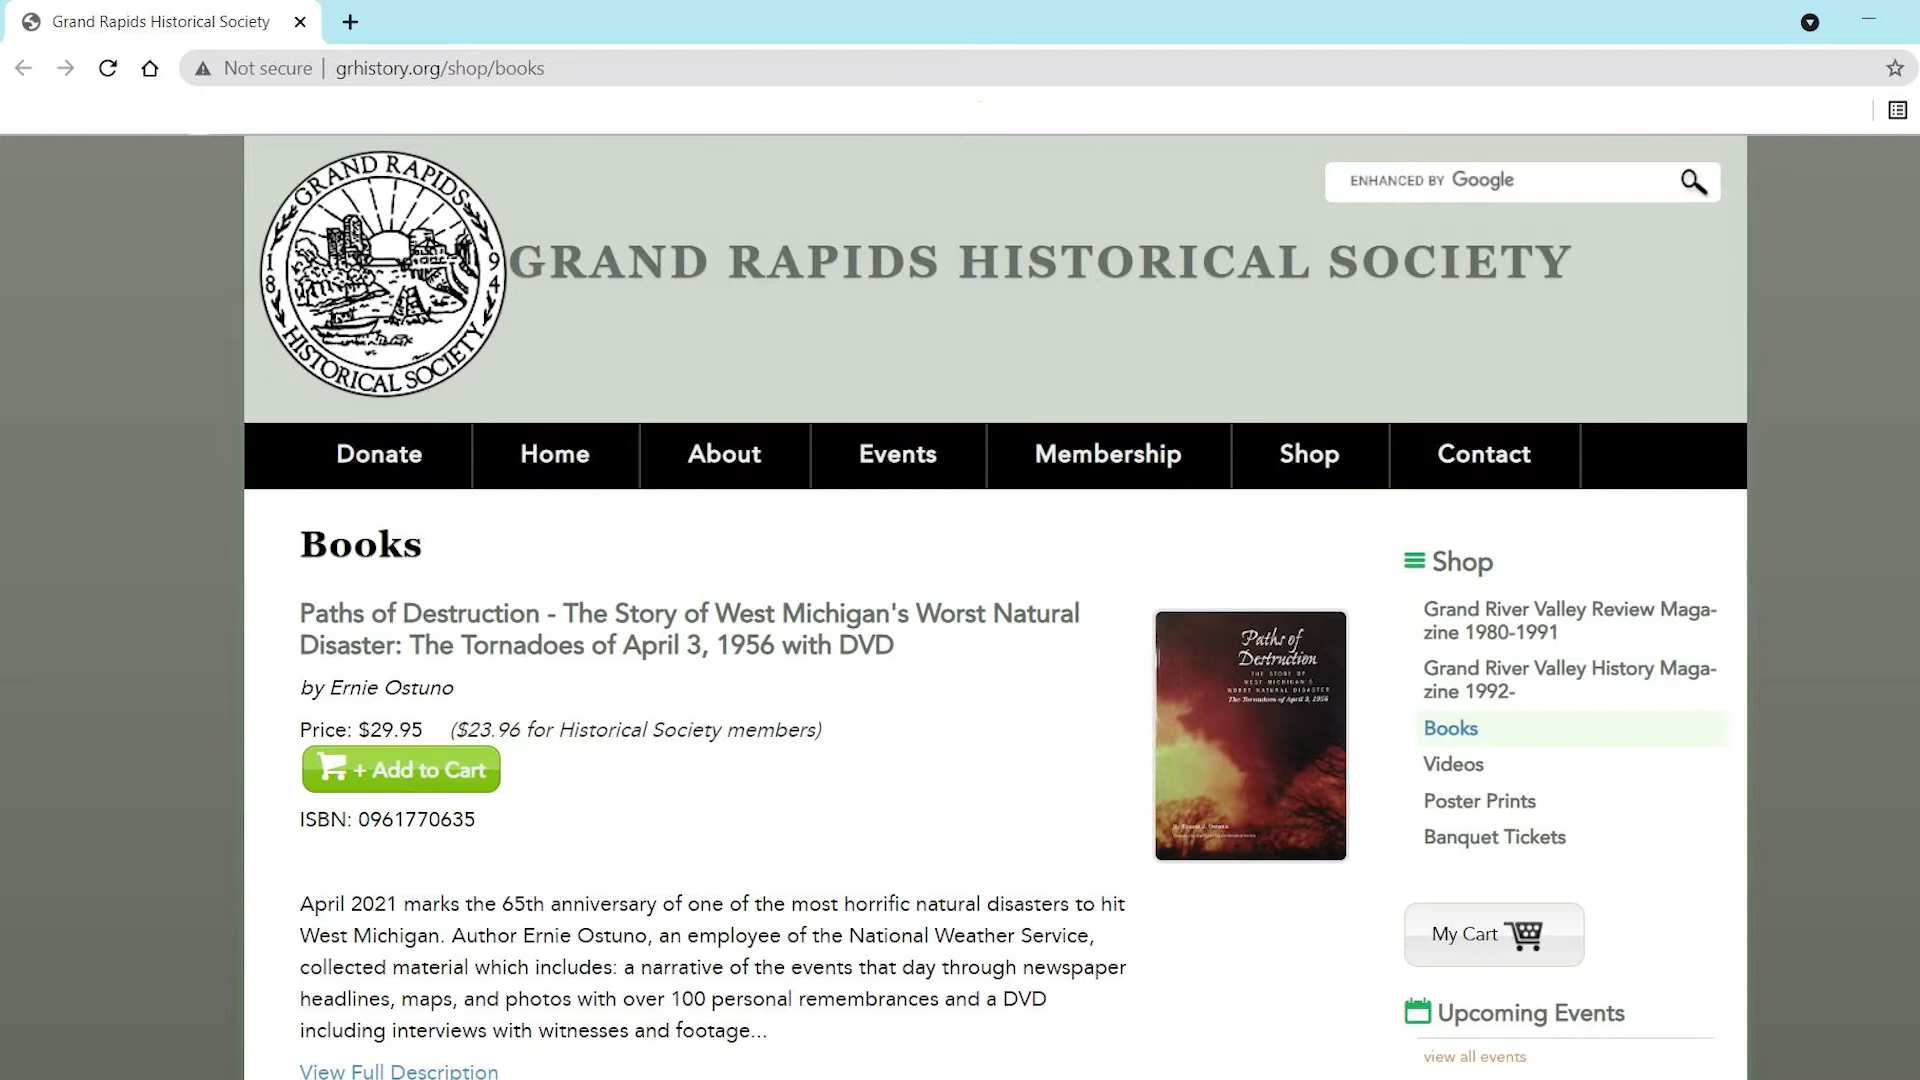 Grand Rapids Historical Society
Not secure | grhistory.org/shop/books
GRAND RAPIDS
1894
HISTORICAL SOCIETY
ENHANCED BY Google
GRAND RAPIDS HISTORICAL SOCIETY
Donate Home About Events Membership Shop Contact
Books
Paths of Destruction - The Story of West Michigan's Worst Natural
Disaster: The Tornadoes of April 3, 1956 with DVD
by Ernie Ostuno
Price: $29.95 ($23.96 for Historical Society members)
+ Add to Cart
ISBN: 0961770635
Paths of
Destruction
THE STORY OF
WEST MICHIGAN'S
WORST NATURAL DISASTER
The Tornadoes of April 3, 1956
April 2021 marks the 65th anniversary of one of the most horrific natural disasters to hit
West Michigan. Author Ernie Ostuno, an employee of the National Weather Service,
collected material which includes: a narrative of the events that day through newspaper
headlines, maps, and photos with over 100 personal remembrances and a DVD
including interviews with witnesses and footage...
View Full Description
Shop
Grand River Valley Review Maga-
zine 1980-1991
Grand River Valley History Maga-
zine 1992-
Books
Videos
Poster Prints
Banquet Tickets
My Cart
Upcoming Events
view all events